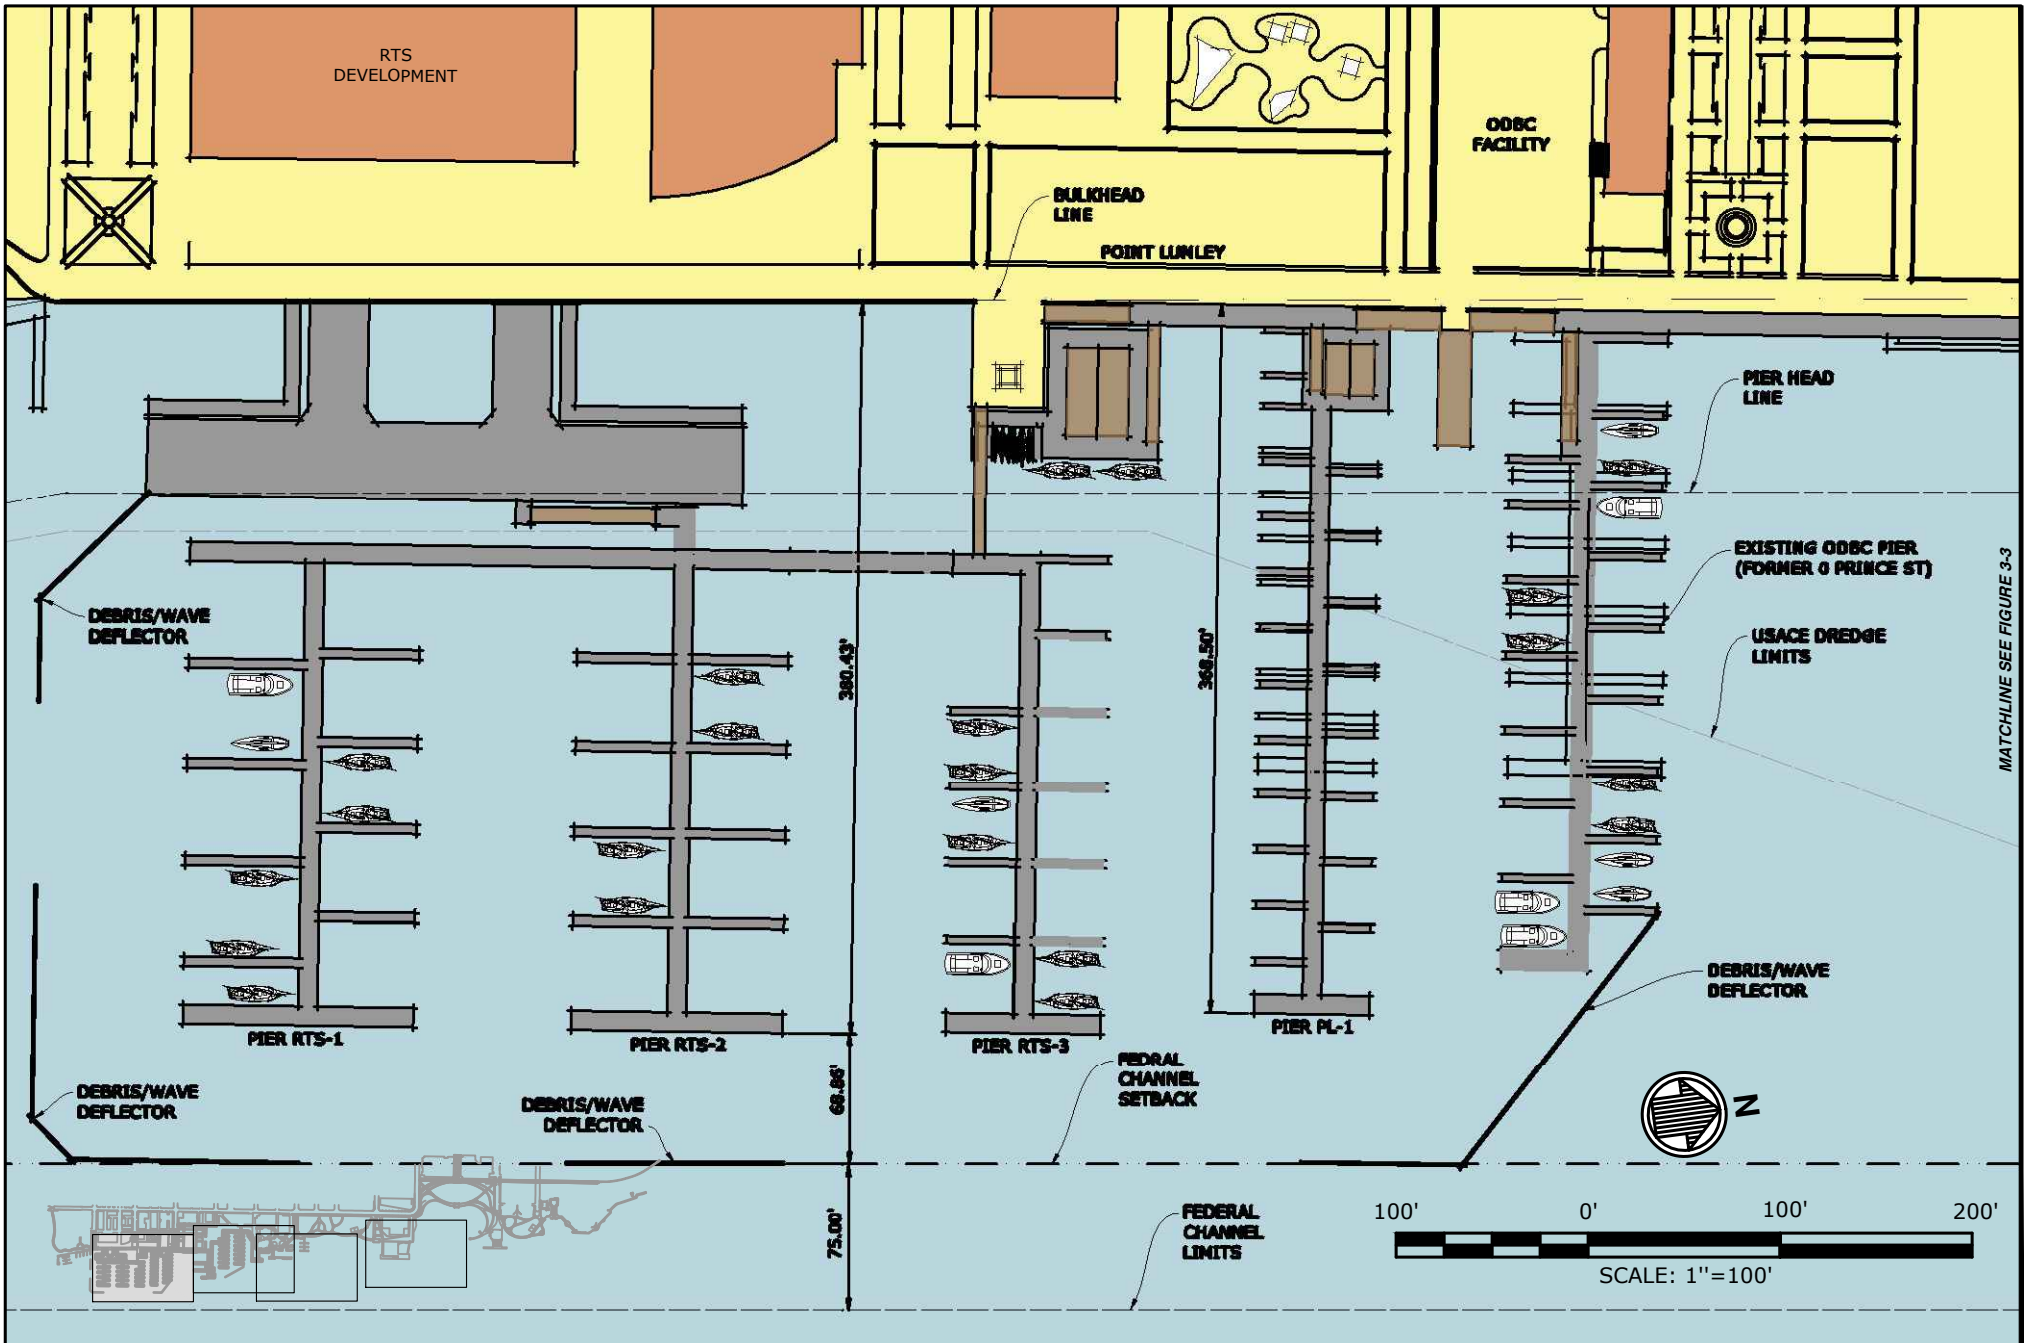 RTS
DEVELOPMENT
ODBC
FACILITY
BULKHEAD
LINE
POINT LUMLEY
PIER HEAD
LINE
EXISTING ODBC PIER
(FORMER 0 PRINCE ST)
MATCHLINE SEE FIGURE 3-3
DEBRIS/WAVE
DEFLECTOR
USACE DREDGE
LIMITS
380.43'
368.50'
DEBRIS/WAVE
DEFLECTOR
PIER RTS-1
PIER RTS-2
PIER RTS-3
PIER PL-1
FEDRAL
CHANNEL
SETBACK
68.86'
DEBRIS/WAVE
DEFLECTOR
DEBRIS/WAVE
DEFLECTOR
N
75.00'
FEDERAL
CHANNEL
LIMITS
100' 0' 100' 200'
SCALE: 1"=100'